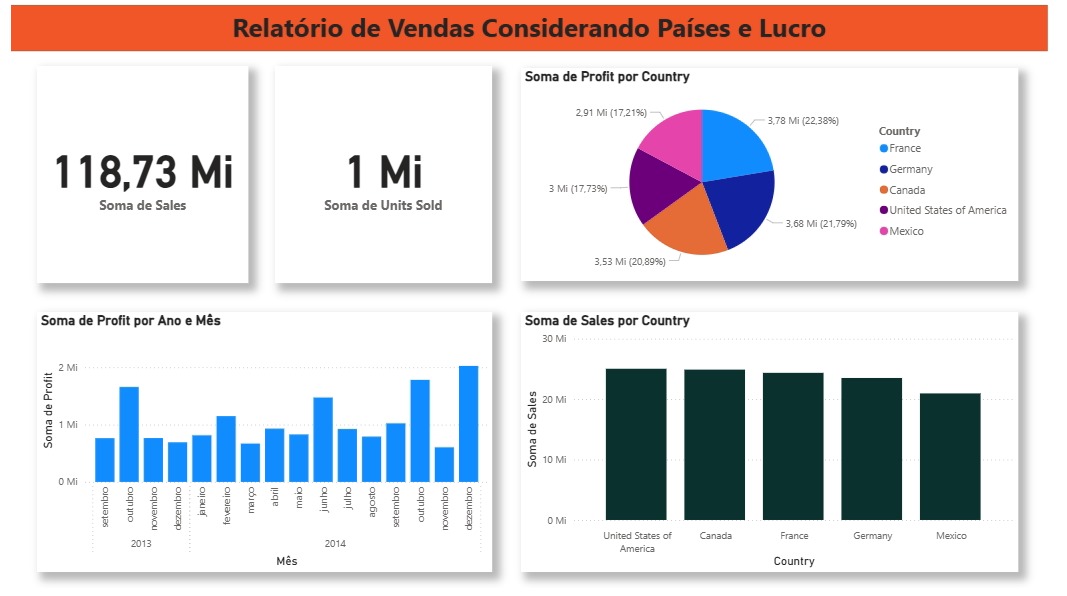 Relatório de Vendas Considerando Países e Lucro
118,73 Mi
Soma de Sales
1 Mi
Soma de Units Sold
Soma de Profit por Country
2,91 Mi (17,21%)
3,78 Mi (22,38%)
3 Mi (17,73%)
3,68 Mi (21,79%)
3,53 Mi (20,89%)
Country
France
Germany
Canada
United States of America
Mexico
Soma de Profit por Ano e Mês
Soma de Profit
2 Mi
1 Mi
0 Mi
setembro
outubro
novembro
dezembro
janeiro
fevereiro
março
abril
maio
junho
julho
agosto
setembro
outubro
novembro
dezembro
2013
2014
Mês
Soma de Sales por Country
Soma de Sales
30 Mi
20 Mi
10 Mi
0 Mi
United States of
America
Canada
France
Germany
Mexico
Country